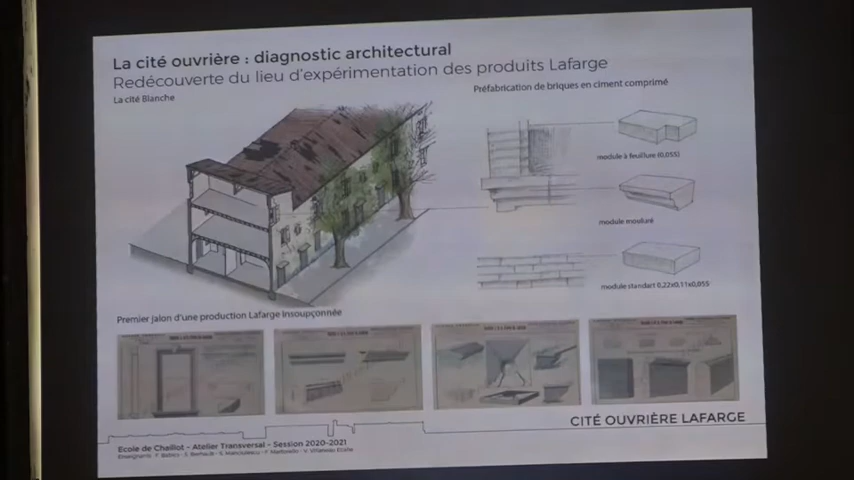 La cité ouvrière : diagnostic architectural
Redécouverte du lieu d'expérimentation des produits Lafarge
La cité Blanche
Préfabrication de briques en ciment comprimé
module à feuillure (0,055)
module mouluré
module standart 0,22x0,11x0,055
Premier jalon d'une production Lafarge insoupçonnée
CITÉ OUVRIÈRE LAFARGE
Ecole de Chaillot - Atelier Transversal - Session 2020-2021